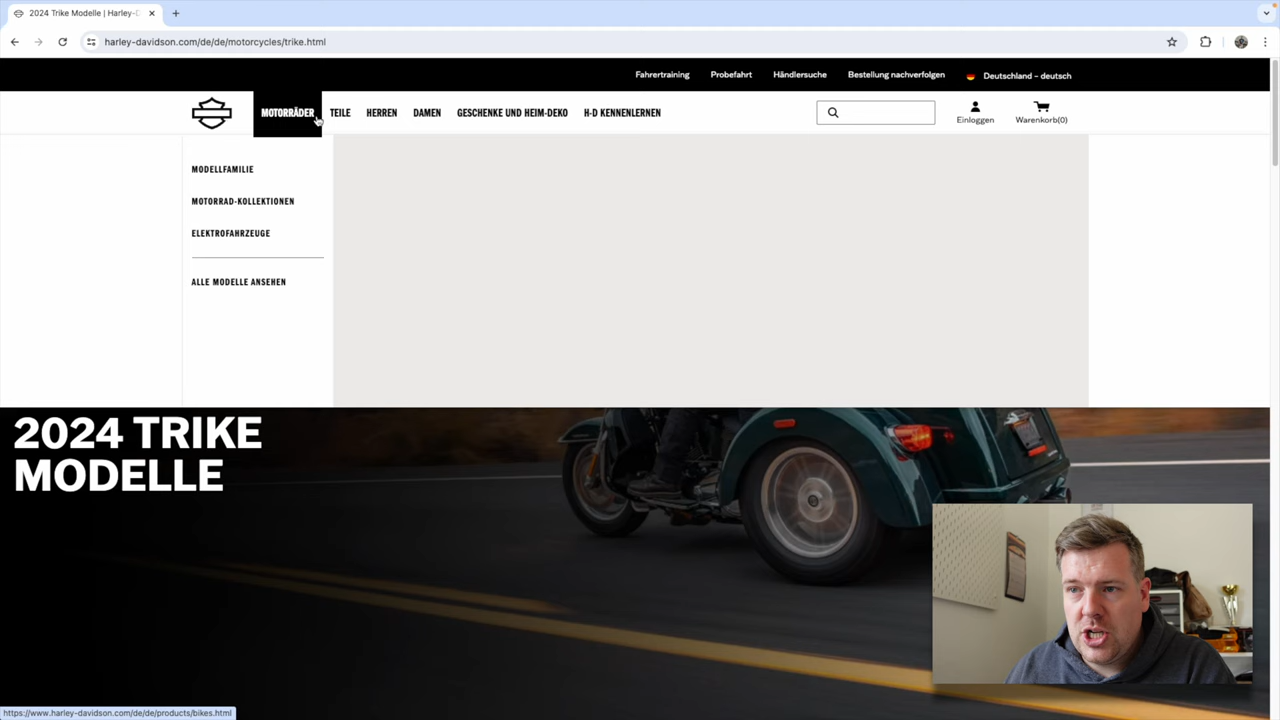 2024 Trike Modelle | Harley-D
harley-davidson.com/de/de/motorcycles/trike.html
Fahrertraining Probefahrt Händlersuche Bestellung nachverfolgen Deutschland – deutsch
MOTORRÄDER TEILE HERREN DAMEN GESCHENKE UND HEIM-DEKO H-D KENNENLERNEN
Einloggen Warenkorb(0)
MODELLFAMILIE
MOTORRAD-KOLLEKTIONEN
ELEKTROFAHRZEUGE
ALLE MODELLE ANSEHEN
2024 TRIKE
MODELLE
https://www.harley-davidson.com/de/de/products/bikes.html